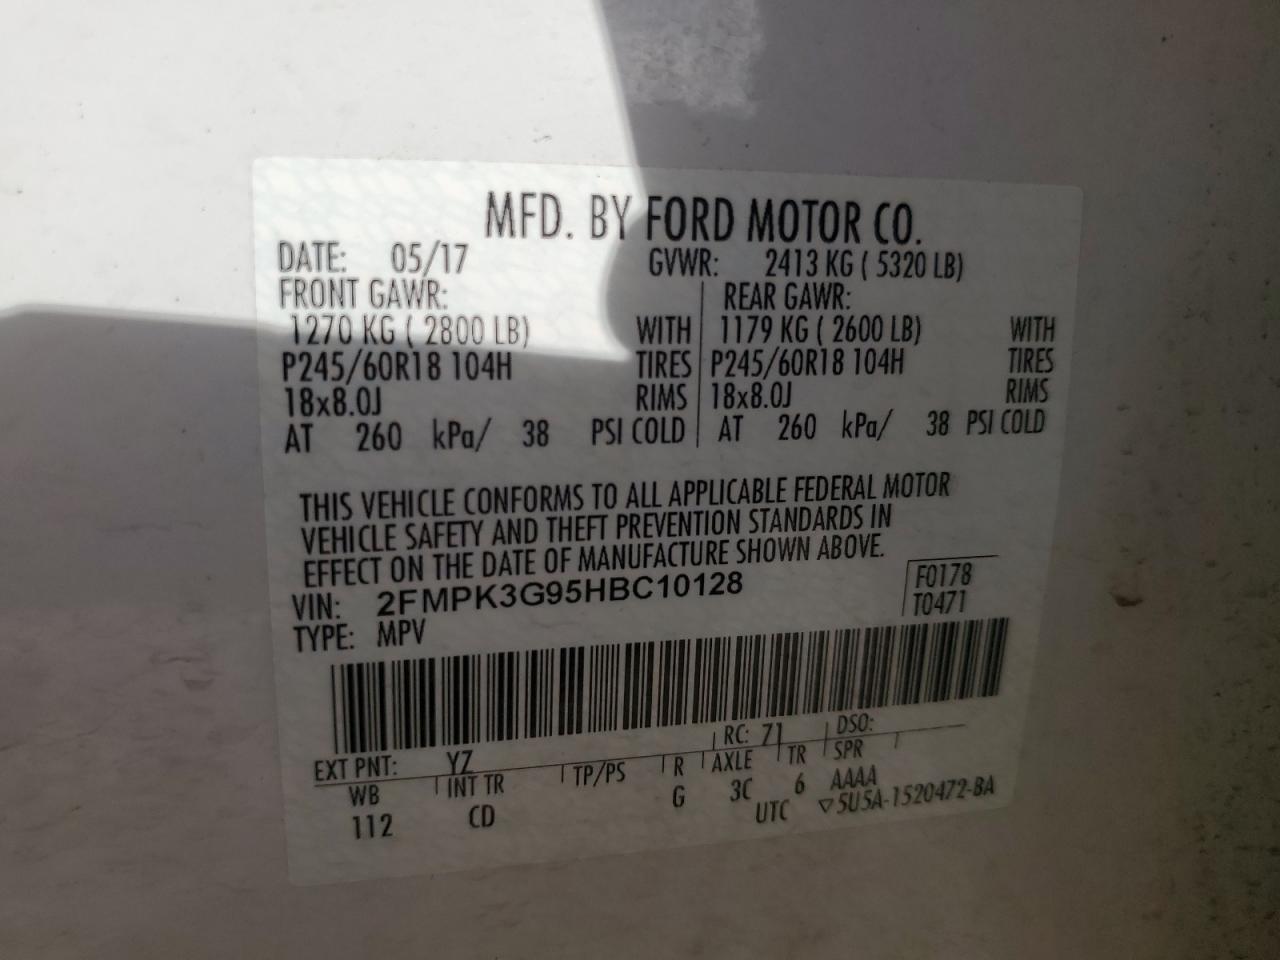 MFD. BY FORD MOTOR CO.
DATE: 05/17 GVWR: 2413 KG ( 5320 LB)
FRONT GAWR: REAR GAWR:
1270 KG ( 2800 LB) WITH 1179 KG ( 2600 LB) WITH
P245/60R18 104H TIRES P245/60R18 104H TIRES
18x8.0J RIMS 18x8.0J RIMS
AT 260 kPa/ 38 PSI COLD AT 260 kPa/ 38 PSI COLD
THIS VEHICLE CONFORMS TO ALL APPLICABLE FEDERAL MOTOR
VEHICLE SAFETY AND THEFT PREVENTION STANDARDS IN
EFFECT ON THE DATE OF MANUFACTURE SHOWN ABOVE.
VIN: 2FMPK3G95HBC10128 F0178
TYPE: MPV T0471
EXT PNT: YZ RC: 71 DSO:
WB INT TR TP/PS R AXLE TR SPR
112 CD G 3C 6 AAAA
UTC ▽5U5A-1520472-BA